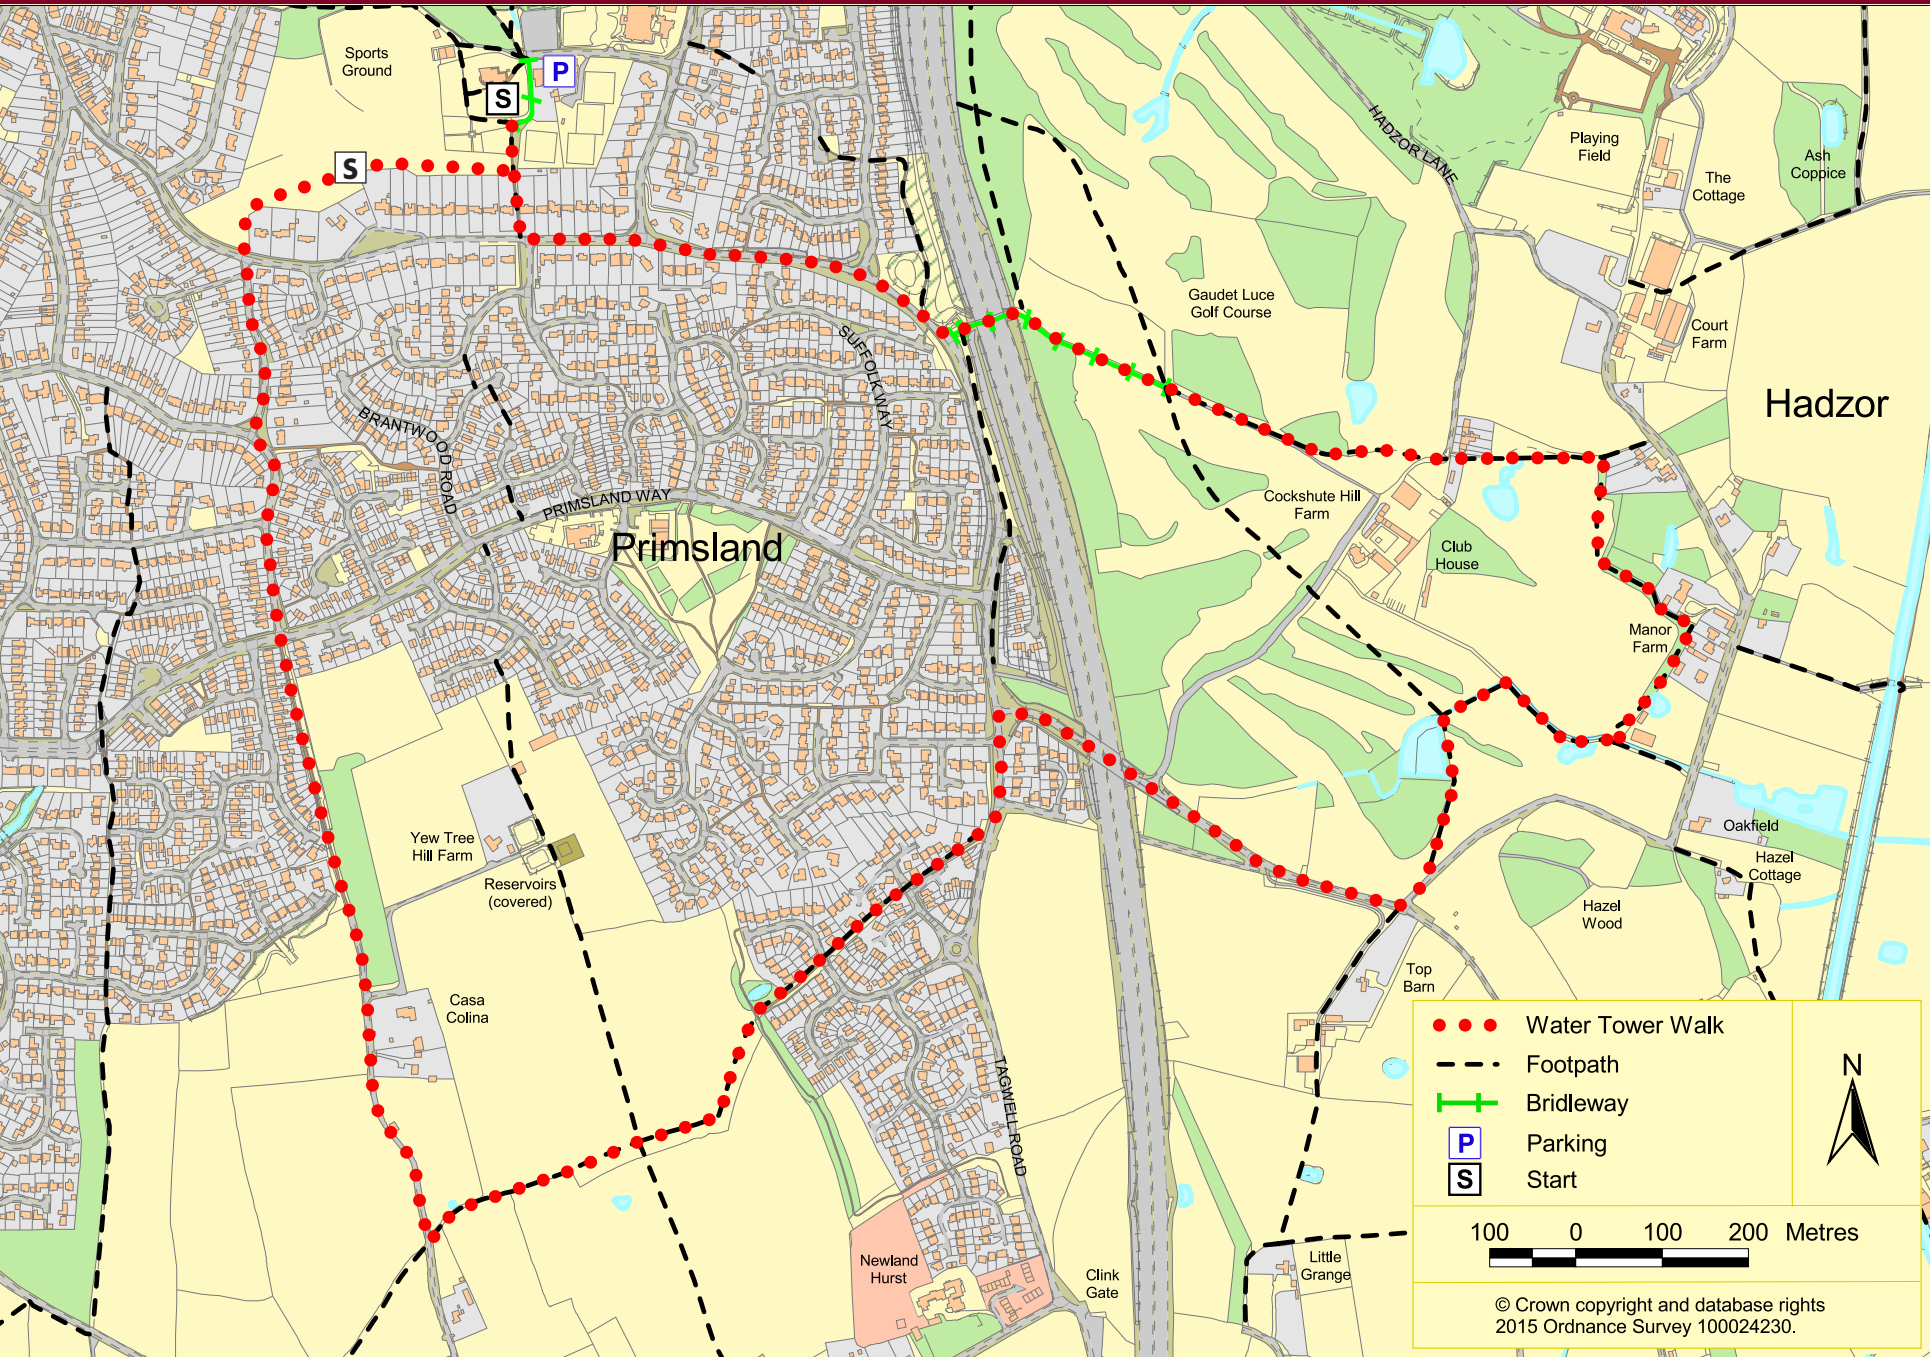 Sports
Ground
P
S
S
HADZOR LANE
Playing
Field
The
Cottage
Ash
Coppice
Gaudet Luce
Golf Course
Court
Farm
Hadzor
SUFFOLK WAY
BRANTWOOD ROAD
PRIMSLAND WAY
Primsland
Cockshute Hill
Farm
Club
House
Manor
Farm
Yew Tree
Hill Farm
Reservoirs
(covered)
Oakfield
Hazel
Cottage
Hazel
Wood
Top
Barn
Casa
Colina
TAGWELL ROAD
Newland
Hurst
Clink
Gate
Little
Grange
Water Tower Walk
Footpath
Bridleway
P Parking
S Start
N
100 0 100 200 Metres
© Crown copyright and database rights
2015 Ordnance Survey 100024230.